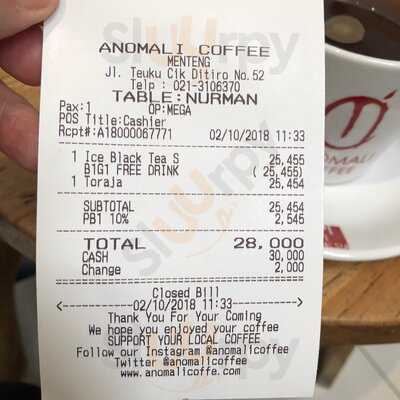 ANOMALI COFFEE
MENTENG
Jl. Teuku Cik Ditiro No.52
Telp : 021-3106370
TABLE:NURMAN
Pax:1 OP:MEGA
POS Title:Cashier
Rcpt#:A18000067771 02/10/2018 11:33
1 Ice Black Tea S 25,455
B1G1 FREE DRINK ( 25,455)
1 Toraja 25,454
SUBTOTAL 25,454
PB1 10% 2,545
TOTAL 28,000
CASH 30,000
Change 2,000
Closed Bill
<----------02/10/2018 11:33---------->
Thank You For Your Coming
We hope you enjoyed your coffee
SUPPORT YOUR LOCAL COFFEE
Follow our Instagram @anomalicoffee
Twitter @anomalicoffee
www.anomalicoffe.com
Sluurpy
ANOMALI
COFFEE